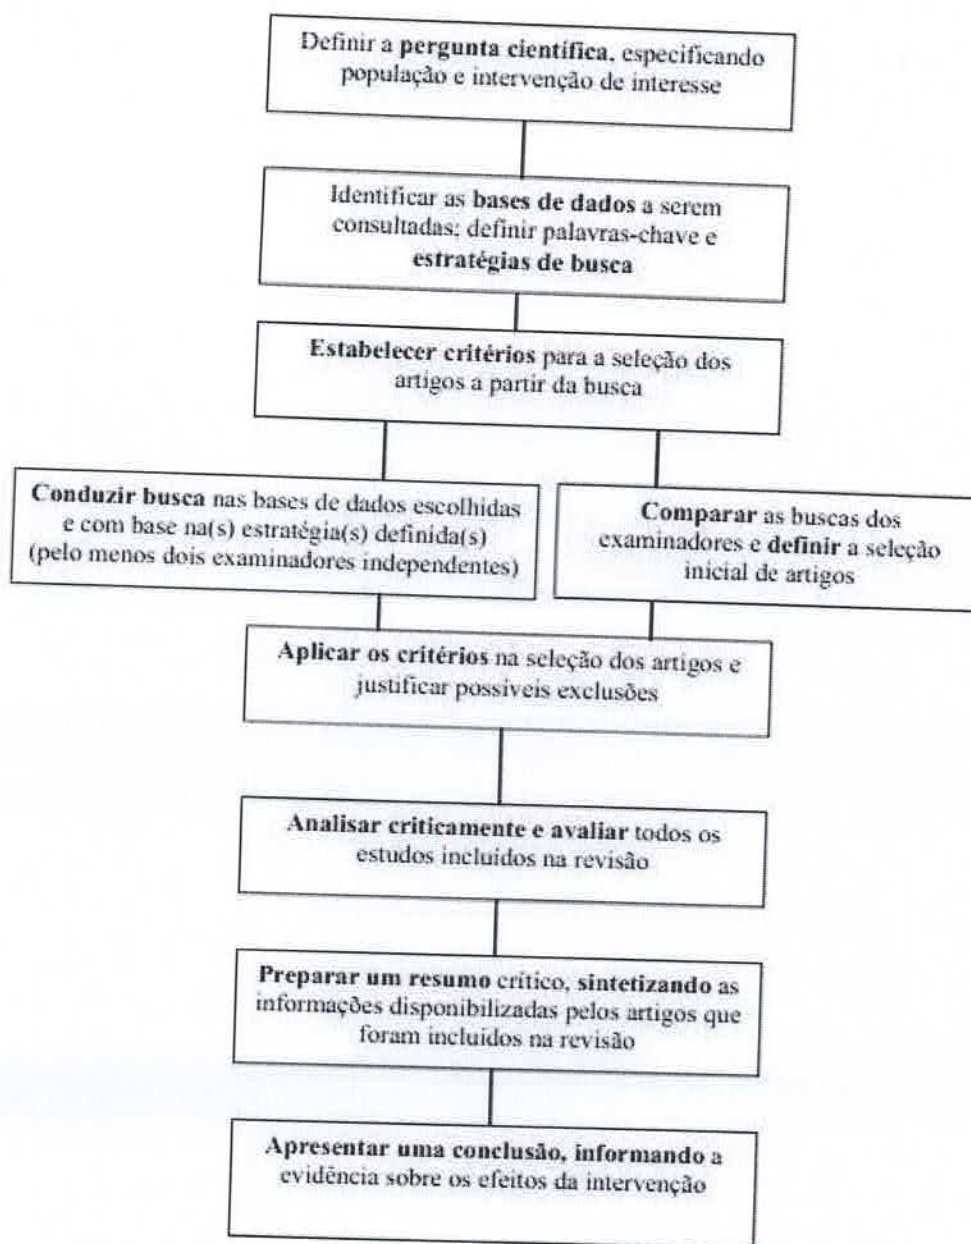 Definir a pergunta científica, especificando
população e intervenção de interesse
Identificar as bases de dados a serem
consultadas; definir palavras-chave e
estratégias de busca
Estabelecer critérios para a seleção dos
artigos a partir da busca
Conduzir busca nas bases de dados escolhidas
e com base na(s) estratégia(s) definida(s)
(pelo menos dois examinadores independentes)
Comparar as buscas dos
examinadores e definir a seleção
inicial de artigos
Aplicar os critérios na seleção dos artigos e
justificar possíveis exclusões
Analisar criticamente e avaliar todos os
estudos incluídos na revisão
Preparar um resumo crítico, sintetizando as
informações disponibilizadas pelos artigos que
foram incluídos na revisão
Apresentar uma conclusão, informando a
evidência sobre os efeitos da intervenção